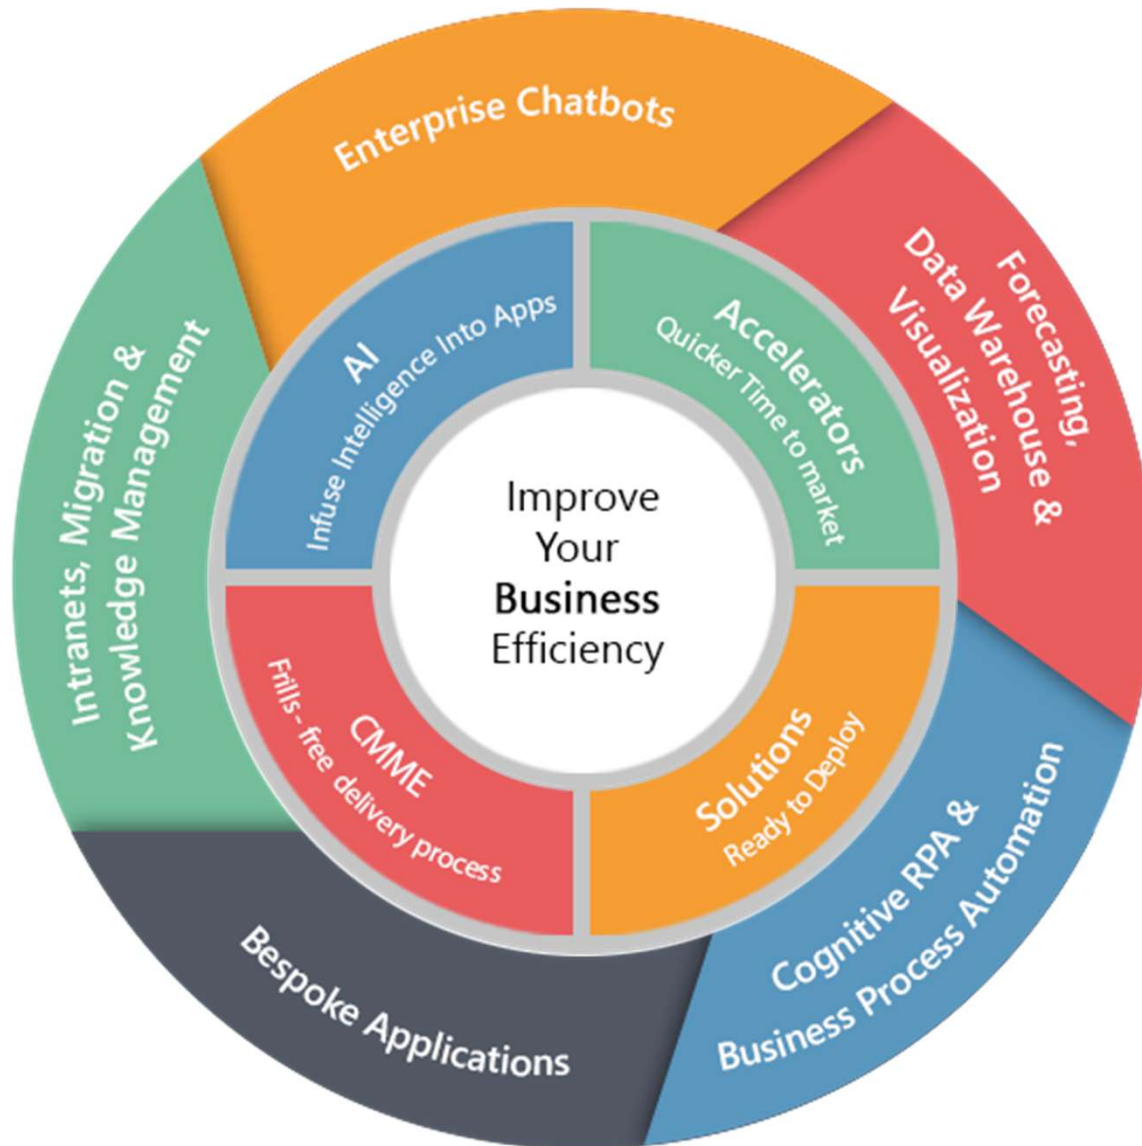 Enterprise Chatbots
Forecasting,
Data Warehouse &
Visualization
Cognitive RPA &
Business Process Automation
Bespoke Applications
Intranets, Migration &
Knowledge Management
AI
Infuse Intelligence Into Apps
Accelerators
Quicker Time to market
Solutions
Ready to Deploy
CMME
Frills- free delivery process
Improve
Your
Business
Efficiency